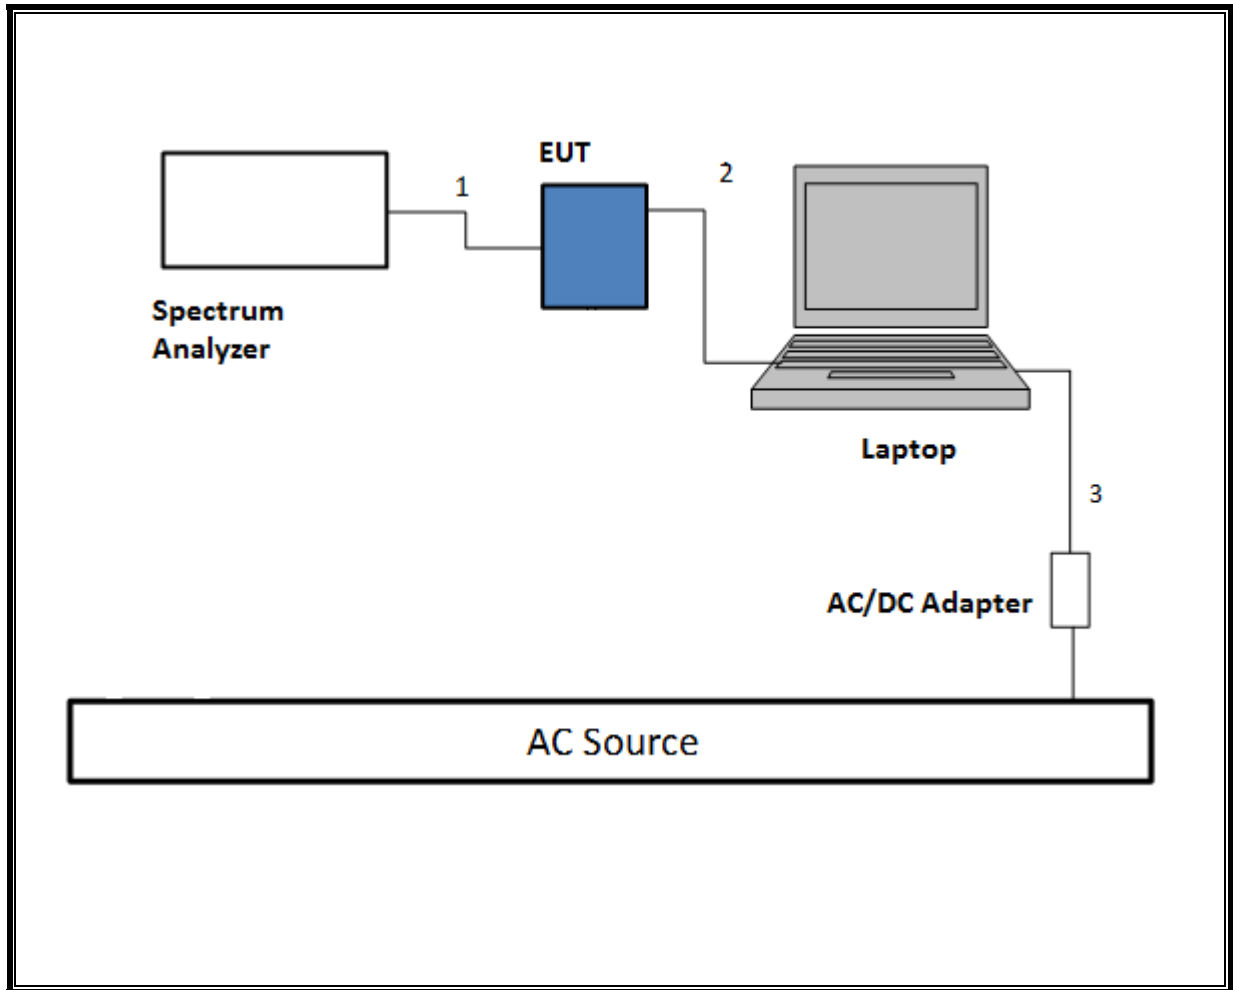 EUT
1
2
Spectrum
Analyzer
Laptop
3
AC/DC Adapter
AC Source